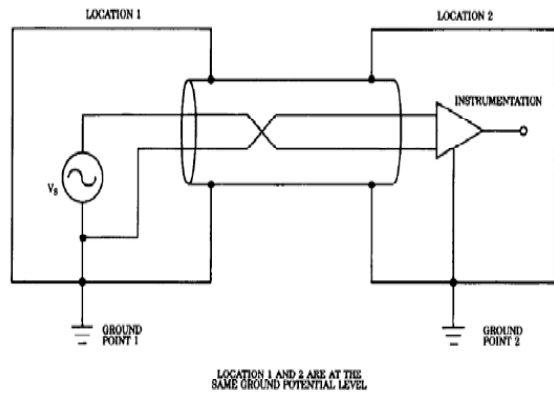 LOCATION 1
LOCATION 2
INSTRUMENTATION
V_S
GROUND
POINT 1
GROUND
POINT 2
LOCATION 1 AND 2 ARE AT THE
SAME GROUND POTENTIAL LEVEL